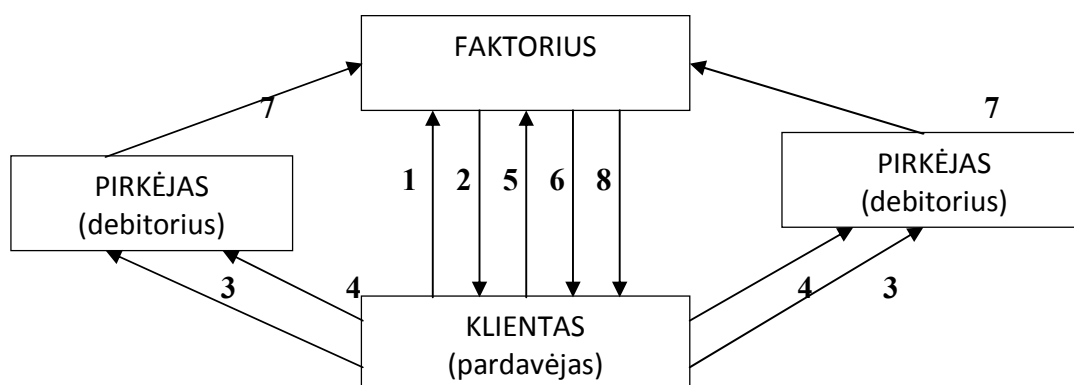 FAKTORIUS
7
7
PIRKĖJAS
(debitorius)
1
2
5
6
8
PIRKĖJAS
(debitorius)
3
4
4
3
KLIENTAS
(pardavėjas)